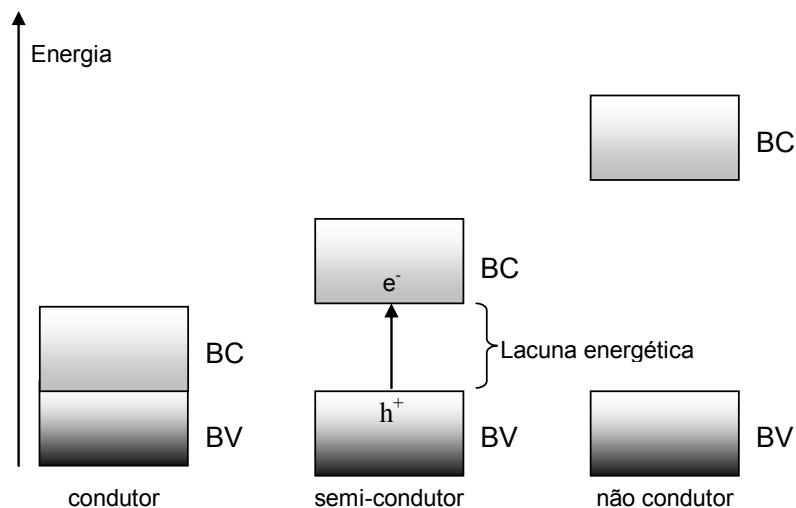 Energia
BC
BC
e⁻
BC
Lacuna energética
h⁺
BV
BV
BV
condutor
semi-condutor
não condutor